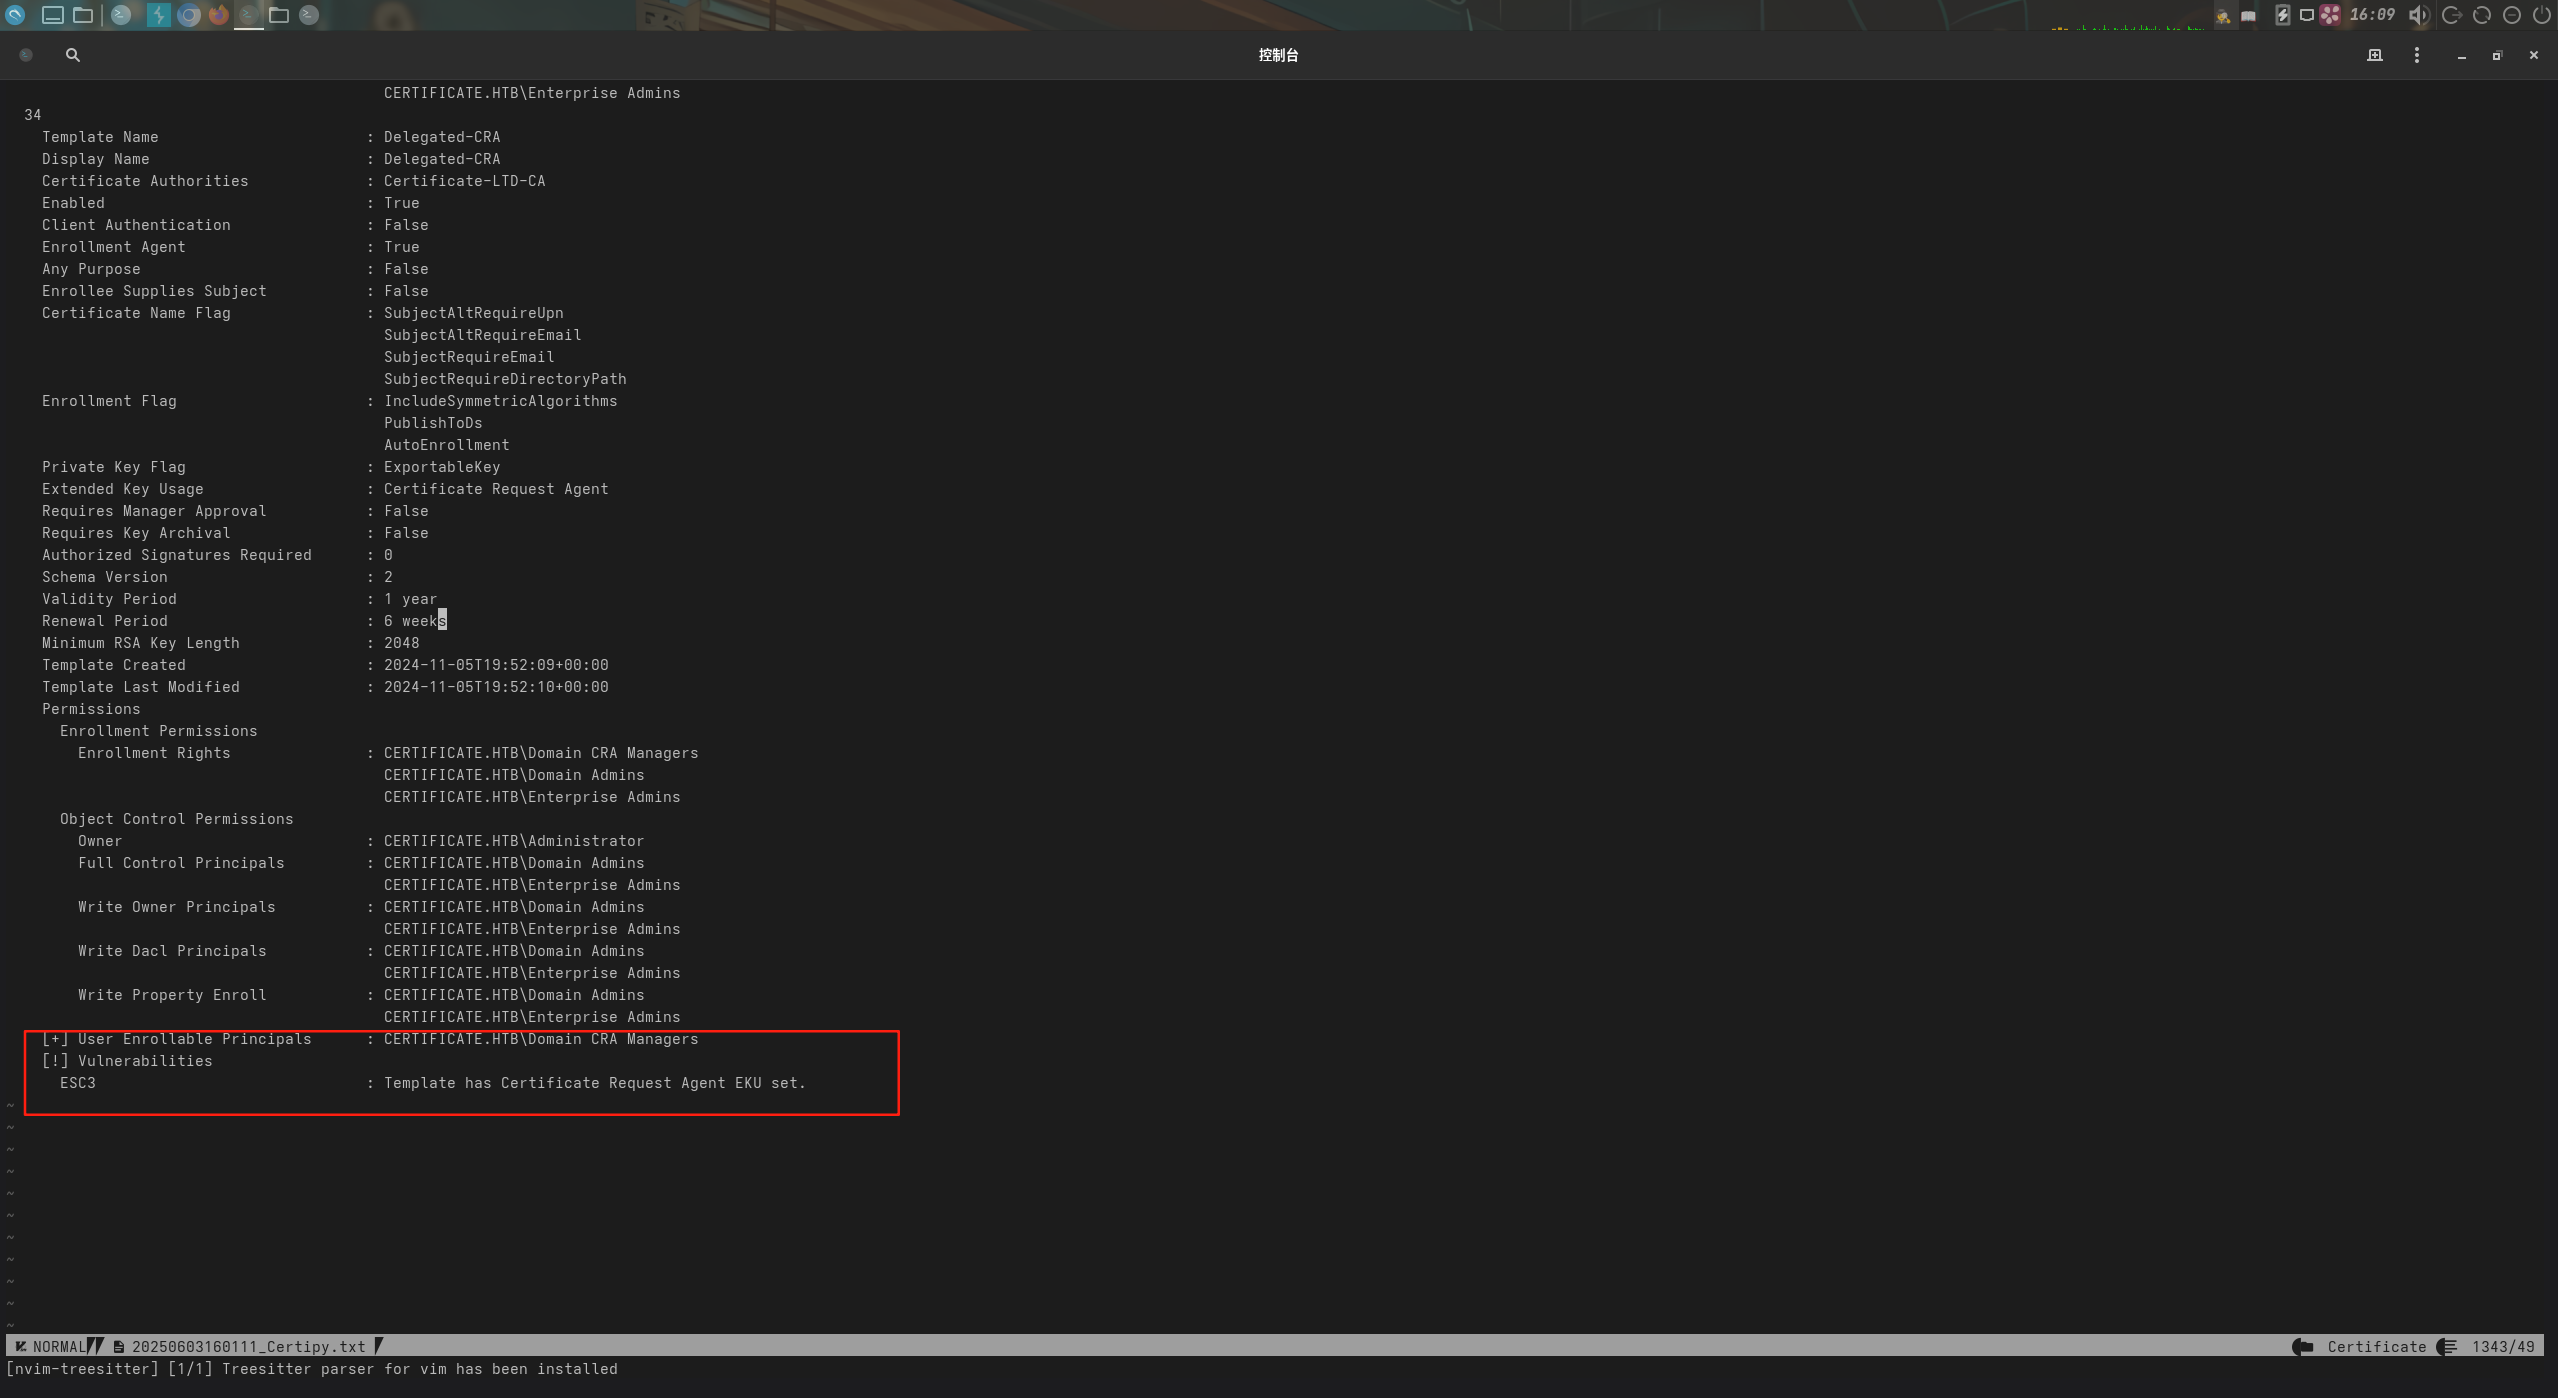 16:09
控制台
CERTIFICATE.HTB\Enterprise Admins
34
Template Name : Delegated-CRA
Display Name : Delegated-CRA
Certificate Authorities : Certificate-LTD-CA
Enabled : True
Client Authentication : False
Enrollment Agent : True
Any Purpose : False
Enrollee Supplies Subject : False
Certificate Name Flag : SubjectAltRequireUpn
SubjectAltRequireEmail
SubjectRequireEmail
SubjectRequireDirectoryPath
Enrollment Flag : IncludeSymmetricAlgorithms
PublishToDs
AutoEnrollment
Private Key Flag : ExportableKey
Extended Key Usage : Certificate Request Agent
Requires Manager Approval : False
Requires Key Archival : False
Authorized Signatures Required : 0
Schema Version : 2
Validity Period : 1 year
Renewal Period : 6 weeks
Minimum RSA Key Length : 2048
Template Created : 2024-11-05T19:52:09+00:00
Template Last Modified : 2024-11-05T19:52:10+00:00
Permissions
Enrollment Permissions
Enrollment Rights : CERTIFICATE.HTB\Domain CRA Managers
CERTIFICATE.HTB\Domain Admins
CERTIFICATE.HTB\Enterprise Admins
Object Control Permissions
Owner : CERTIFICATE.HTB\Administrator
Full Control Principals : CERTIFICATE.HTB\Domain Admins
CERTIFICATE.HTB\Enterprise Admins
Write Owner Principals : CERTIFICATE.HTB\Domain Admins
CERTIFICATE.HTB\Enterprise Admins
Write Dacl Principals : CERTIFICATE.HTB\Domain Admins
CERTIFICATE.HTB\Enterprise Admins
Write Property Enroll : CERTIFICATE.HTB\Domain Admins
CERTIFICATE.HTB\Enterprise Admins
[+] User Enrollable Principals : CERTIFICATE.HTB\Domain CRA Managers
[!] Vulnerabilities
ESC3 : Template has Certificate Request Agent EKU set.
~
~
~
~
~
~
~
~
~
~
~
NORMAL 20250603160111_Certipy.txt Certificate 1343/49
[nvim-treesitter] [1/1] Treesitter parser for vim has been installed